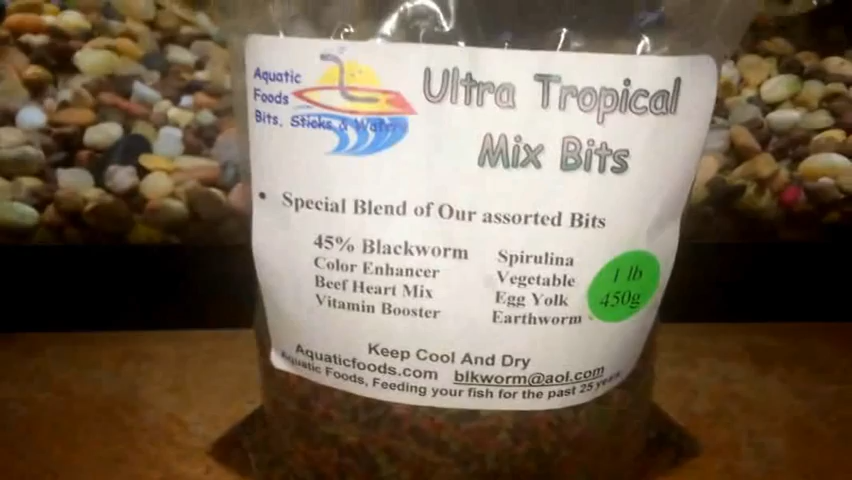 Aquatic
Foods
Bits, Sticks & Wafers
Ultra Tropical
Mix Bits
• Special Blend of Our assorted Bits
45% Blackworm
Color Enhancer
Beef Heart Mix
Vitamin Booster
Spirulina
Vegetable
Egg Yolk
Earthworm
1 lb
450g
Keep Cool And Dry
Aquaticfoods.com blkworm@aol.com
Aquatic Foods, Feeding your fish for the past 25 years